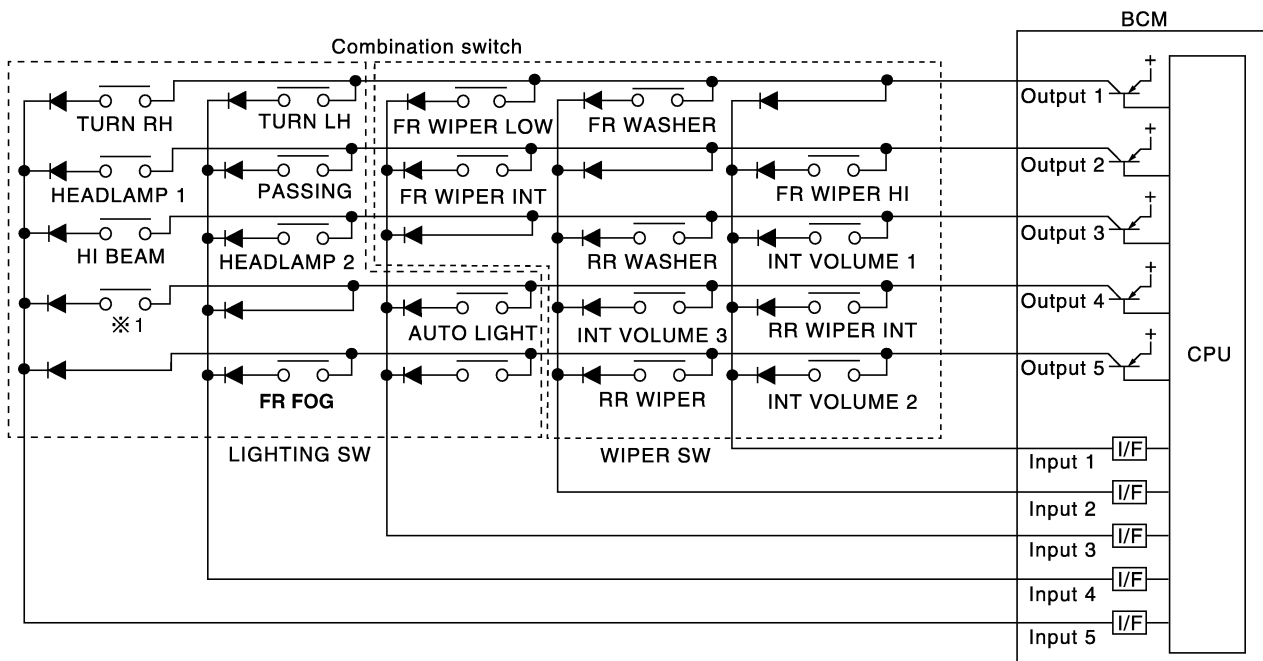 BCM
Combination switch
+
Output 1
TURN RH
TURN LH
FR WIPER LOW
FR WASHER
+
Output 2
HEADLAMP 1
PASSING
FR WIPER INT
FR WIPER HI
+
Output 3
HI BEAM
HEADLAMP 2
RR WASHER
INT VOLUME 1
+
Output 4
※1
AUTO LIGHT
INT VOLUME 3
RR WIPER INT
+
Output 5
CPU
FR FOG
RR WIPER
INT VOLUME 2
LIGHTING SW
WIPER SW
I/F
Input 1
I/F
Input 2
I/F
Input 3
I/F
Input 4
I/F
Input 5